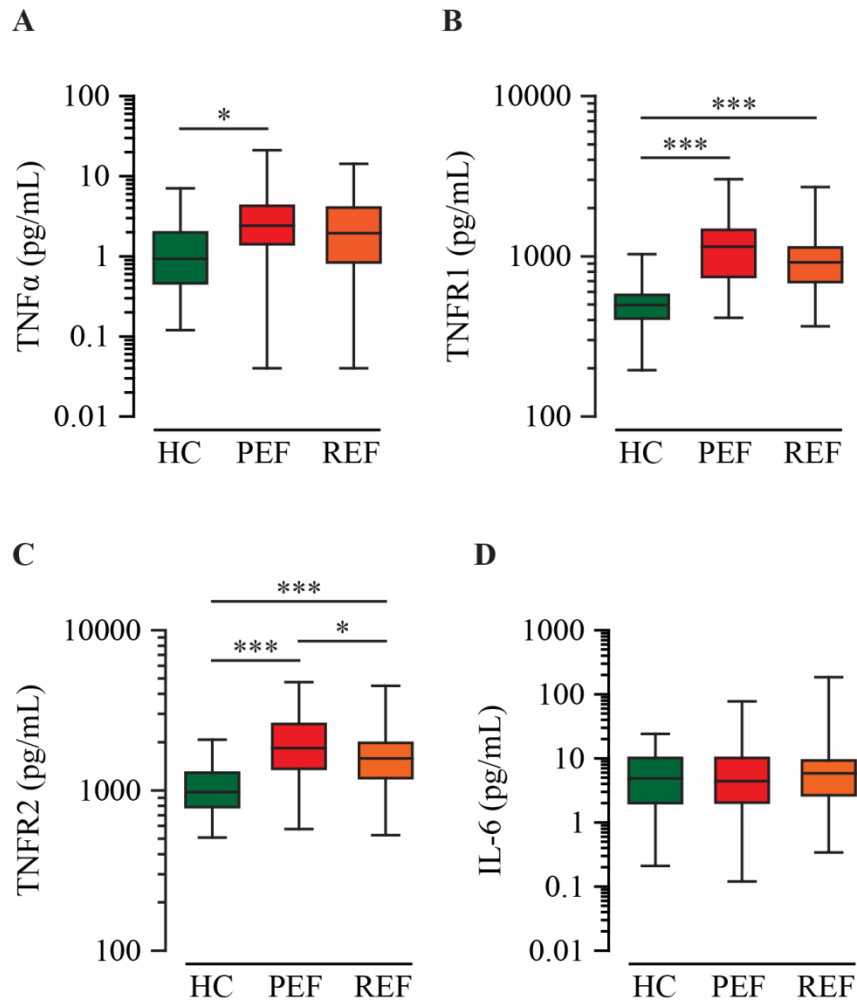 A
TNFα (pg/mL)
100
10
1
0.1
0.01
*
HC PEF REF
B
TNFR1 (pg/mL)
10000
1000
100
***
***
HC PEF REF
C
TNFR2 (pg/mL)
10000
1000
100
***
*** *
HC PEF REF
D
IL-6 (pg/mL)
1000
100
10
1
0.1
0.01
HC PEF REF